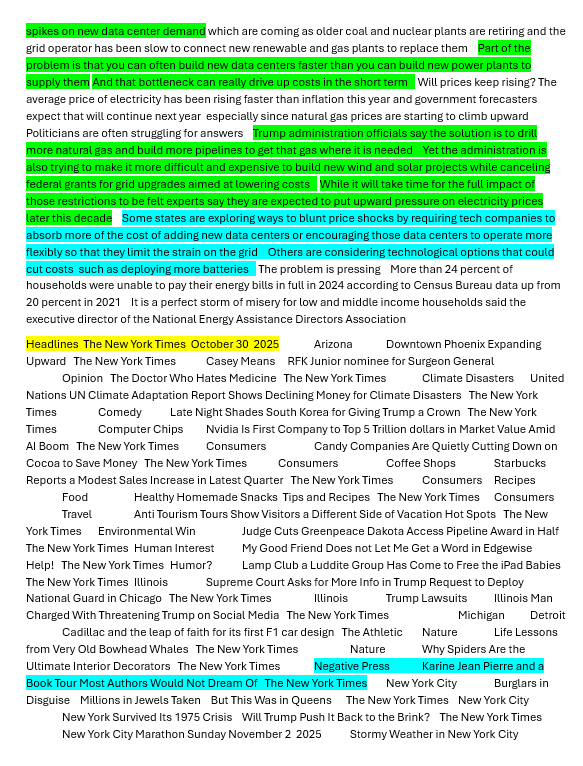 spikes on new data center demand which are coming as older coal and nuclear plants are retiring and the
grid operator has been slow to connect new renewable and gas plants to replace them Part of the
problem is that you can often build new data centers faster than you can build new power plants to
supply them And that bottleneck can really drive up costs in the short term Will prices keep rising? The
average price of electricity has been rising faster than inflation this year and government forecasters
expect that will continue next year especially since natural gas prices are starting to climb upward
Politicians are often struggling for answers Trump administration officials say the solution is to drill
more natural gas and build more pipelines to get that gas where it is needed Yet the administration is
also trying to make it more difficult and expensive to build new wind and solar projects while canceling
federal grants for grid upgrades aimed at lowering costs While it will take time for the full impact of
those restrictions to be felt experts say they are expected to put upward pressure on electricity prices
later this decade Some states are exploring ways to blunt price shocks by requiring tech companies to
absorb more of the cost of adding new data centers or encouraging those data centers to operate more
flexibly so that they limit the strain on the grid Others are considering technological options that could
cut costs such as deploying more batteries The problem is pressing More than 24 percent of
households were unable to pay their energy bills in full in 2024 according to Census Bureau data up from
20 percent in 2021 It is a perfect storm of misery for low and middle income households said the
executive director of the National Energy Assistance Directors Association
Headlines The New York Times October 30 2025 Arizona Downtown Phoenix Expanding
Upward The New York Times Casey Means RFK Junior nominee for Surgeon General
Opinion The Doctor Who Hates Medicine The New York Times Climate Disasters United
Nations UN Climate Adaptation Report Shows Declining Money for Climate Disasters The New York
Times Comedy Late Night Shades South Korea for Giving Trump a Crown The New York
Times Computer Chips Nvidia Is First Company to Top 5 Trillion dollars in Market Value Amid
AI Boom The New York Times Consumers Candy Companies Are Quietly Cutting Down on
Cocoa to Save Money The New York Times Consumers Coffee Shops Starbucks
Reports a Modest Sales Increase in Latest Quarter The New York Times Consumers Recipes
Food Healthy Homemade Snacks Tips and Recipes The New York Times Consumers
Travel Anti Tourism Tours Show Visitors a Different Side of Vacation Hot Spots The New
York Times Environmental Win Judge Cuts Greenpeace Dakota Access Pipeline Award in Half
The New York Times Human Interest My Good Friend Does not Let Me Get a Word in Edgewise
Help! The New York Times Humor? Lamp Club a Luddite Group Has Come to Free the iPad Babies
The New York Times Illinois Supreme Court Asks for More Info in Trump Request to Deploy
National Guard in Chicago The New York Times Illinois Trump Lawsuits Illinois Man
Charged With Threatening Trump on Social Media The New York Times Michigan Detroit
Cadillac and the leap of faith for its first F1 car design The Athletic Nature Life Lessons
from Very Old Bowhead Whales The New York Times Nature Why Spiders Are the
Ultimate Interior Decorators The New York Times Negative Press Karine Jean Pierre and a
Book Tour Most Authors Would Not Dream Of The New York Times New York City Burglars in
Disguise Millions in Jewels Taken But This Was in Queens The New York Times New York City
New York Survived Its 1975 Crisis Will Trump Push It Back to the Brink? The New York Times
New York City Marathon Sunday November 2 2025 Stormy Weather in New York City